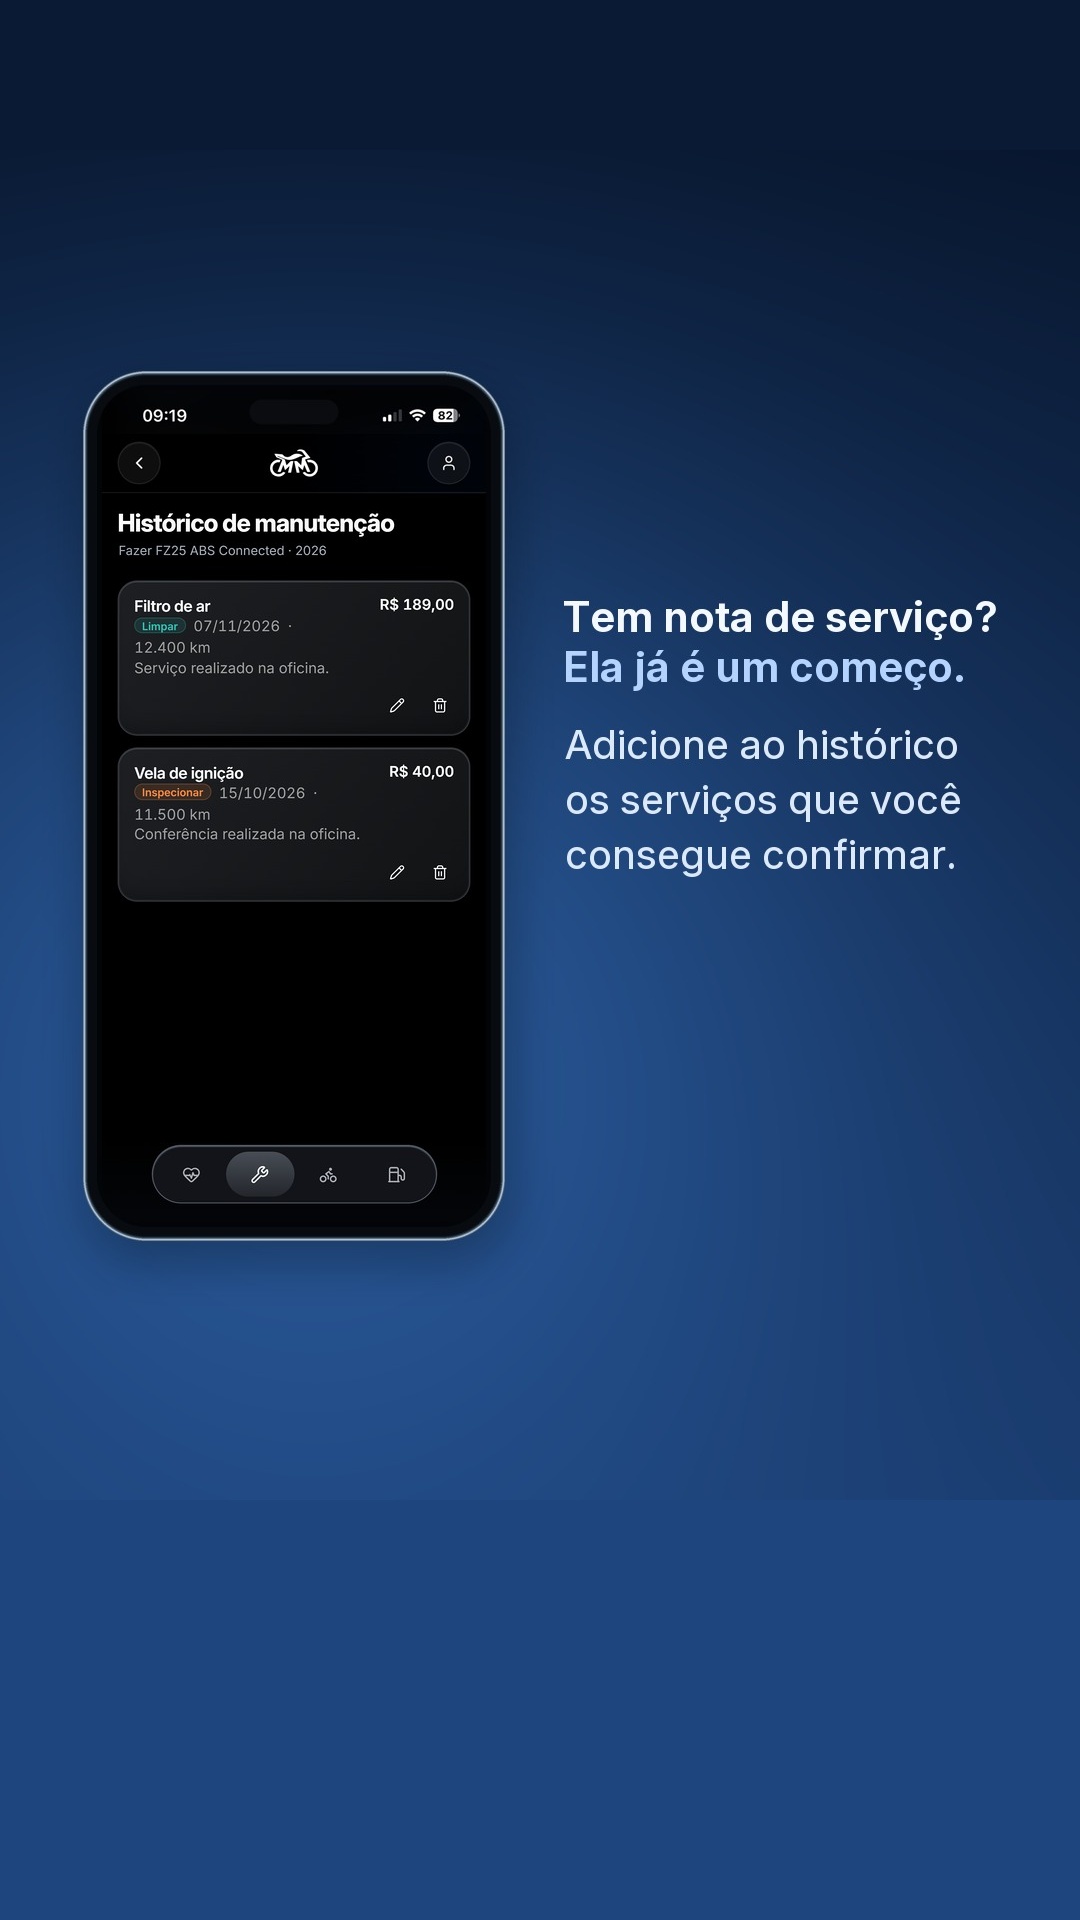 09:19
82
MM
Histórico de manutenção
Fazer FZ25 ABS Connected · 2026
Filtro de ar
R$ 189,00
Limpar 07/11/2026 ·
12.400 km
Serviço realizado na oficina.
Vela de ignição
R$ 40,00
Inspecionar 15/10/2026 ·
11.500 km
Conferência realizada na oficina.
Tem nota de serviço?
Ela já é um começo.
Adicione ao histórico
os serviços que você
consegue confirmar.